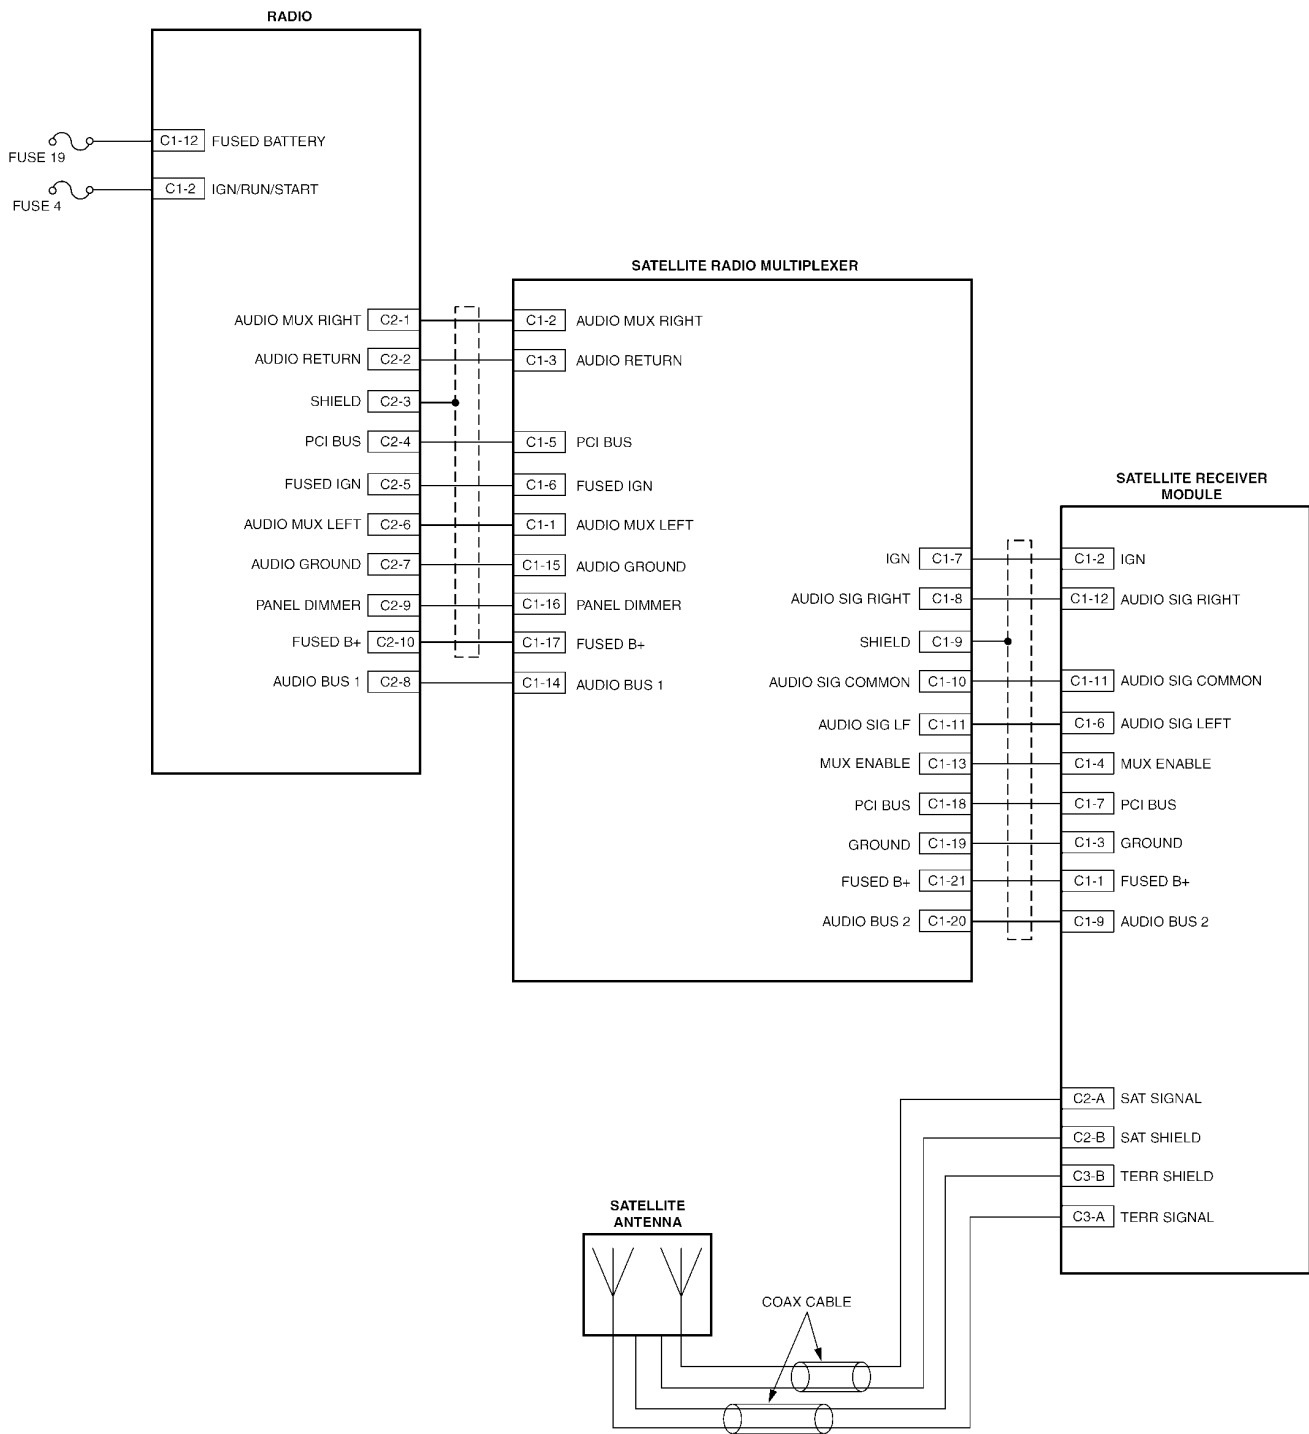 RADIO
C1-12 FUSED BATTERY
FUSE 19
C1-2 IGN/RUN/START
FUSE 4
SATELLITE RADIO MULTIPLEXER
AUDIO MUX RIGHT C2-1 C1-2 AUDIO MUX RIGHT
AUDIO RETURN C2-2 C1-3 AUDIO RETURN
SHIELD C2-3
PCI BUS C2-4 C1-5 PCI BUS
FUSED IGN C2-5 C1-6 FUSED IGN
AUDIO MUX LEFT C2-6 C1-1 AUDIO MUX LEFT
AUDIO GROUND C2-7 C1-15 AUDIO GROUND
PANEL DIMMER C2-9 C1-16 PANEL DIMMER
FUSED B+ C2-10 C1-17 FUSED B+
AUDIO BUS 1 C2-8 C1-14 AUDIO BUS 1
SATELLITE RECEIVER
MODULE
IGN C1-7 C1-2 IGN
AUDIO SIG RIGHT C1-8 C1-12 AUDIO SIG RIGHT
SHIELD C1-9
AUDIO SIG COMMON C1-10 C1-11 AUDIO SIG COMMON
AUDIO SIG LF C1-11 C1-6 AUDIO SIG LEFT
MUX ENABLE C1-13 C1-4 MUX ENABLE
PCI BUS C1-18 C1-7 PCI BUS
GROUND C1-19 C1-3 GROUND
FUSED B+ C1-21 C1-1 FUSED B+
AUDIO BUS 2 C1-20 C1-9 AUDIO BUS 2
C2-A SAT SIGNAL
C2-B SAT SHIELD
C3-B TERR SHIELD
C3-A TERR SIGNAL
SATELLITE
ANTENNA
COAX CABLE